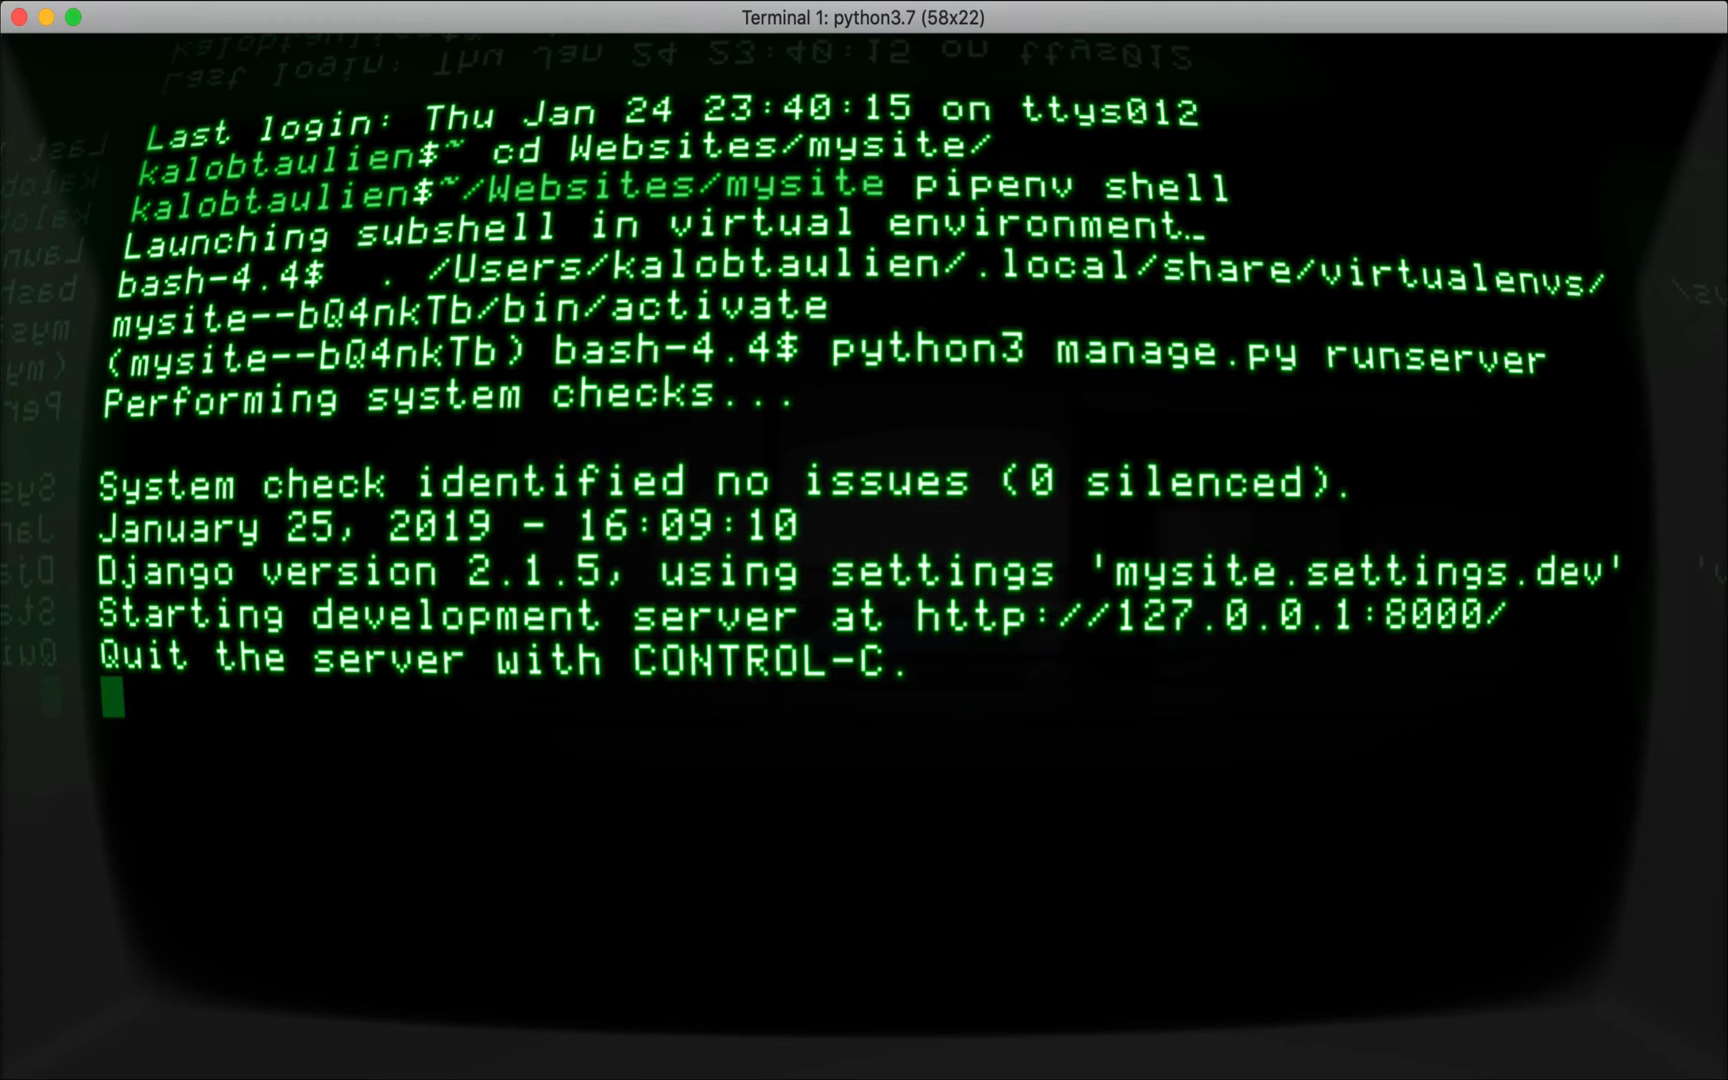 Terminal 1: python3.7 (58x22)
Last login: Thu Jan 24 23:40:15 on ttys012
kalobtaulien$~ cd Websites/mysite/
kalobtaulien$~/Websites/mysite pipenv shell
Launching subshell in virtual environment…
bash-4.4$  . /Users/kalobtaulien/.local/share/virtualenvs/
mysite--bQ4nkTb/bin/activate
(mysite--bQ4nkTb) bash-4.4$ python3 manage.py runserver
Performing system checks...
System check identified no issues (0 silenced).
January 25, 2019 - 16:09:10
Django version 2.1.5, using settings 'mysite.settings.dev'
Starting development server at http://127.0.0.1:8000/
Quit the server with CONTROL-C.